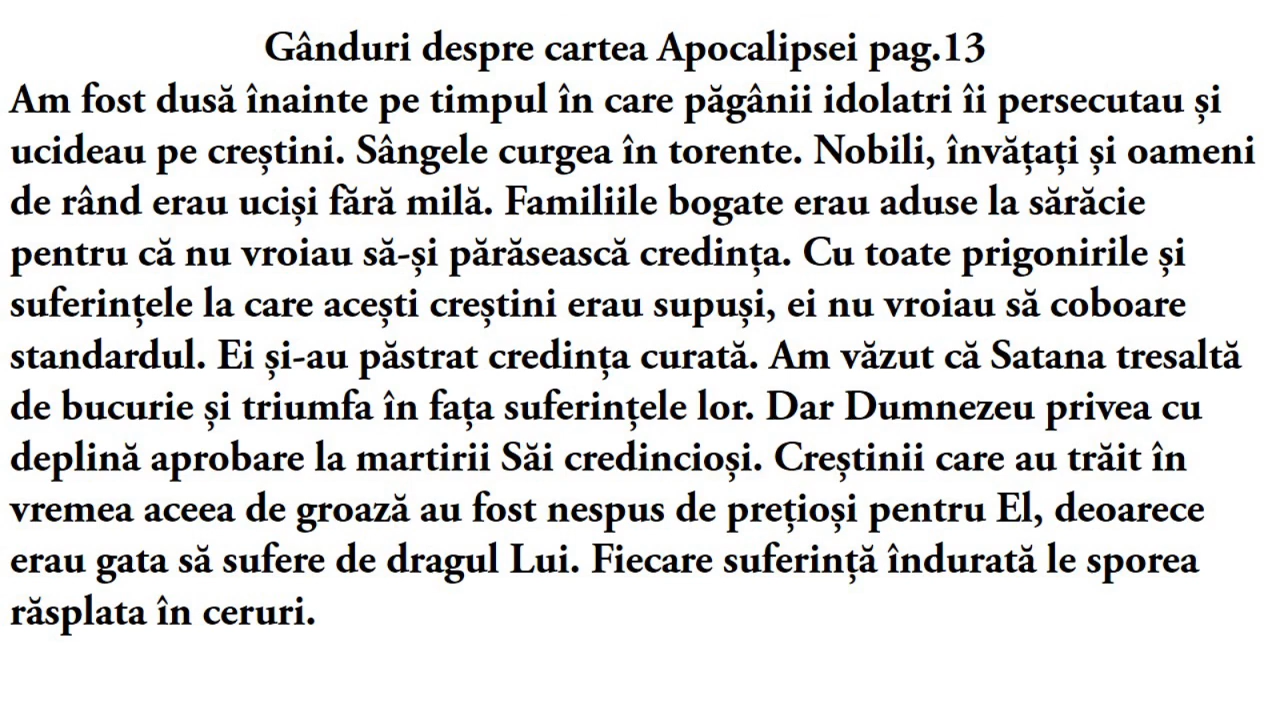 Gânduri despre cartea Apocalipsei pag.13
Am fost dusă înainte pe timpul în care păgânii idolatri îi persecutau și
ucideau pe creștini. Sângele curgea în torente. Nobili, învățați și oameni
de rând erau uciși fără milă. Familiile bogate erau aduse la sărăcie
pentru că nu vroiau să-și părăsească credința. Cu toate prigonirile și
suferințele la care acești creștini erau supuși, ei nu vroiau să coboare
standardul. Ei și-au păstrat credința curată. Am văzut că Satana tresaltă
de bucurie și triumfa în fața suferințele lor. Dar Dumnezeu privea cu
deplină aprobare la martirii Săi credincioși. Creștinii care au trăit în
vremea aceea de groază au fost nespus de prețioși pentru El, deoarece
erau gata să sufere de dragul Lui. Fiecare suferință îndurată le sporea
răsplata în ceruri.